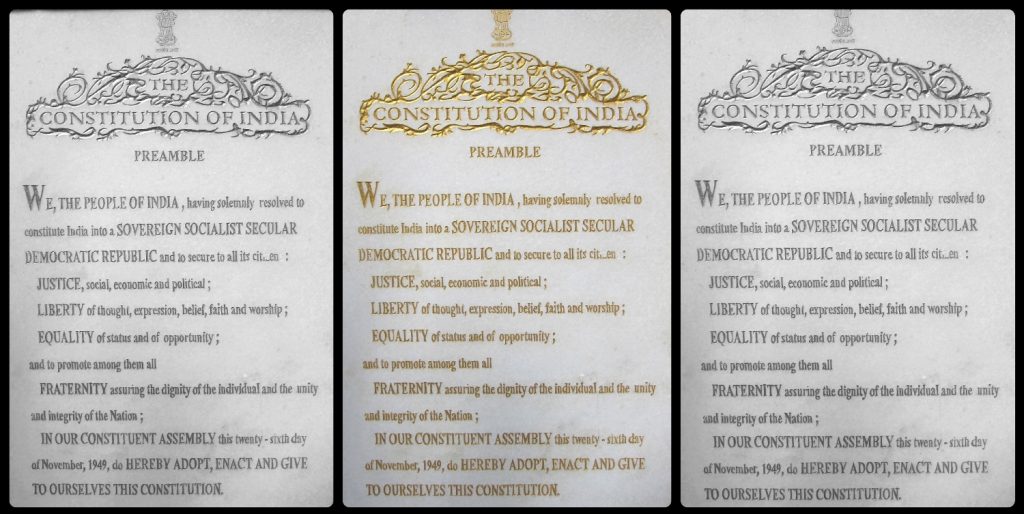 THE
CONSTITUTION OF INDIA
PREAMBLE
WE, THE PEOPLE OF INDIA, having solemnly resolved to
constitute India into a SOVEREIGN SOCIALIST SECULAR
DEMOCRATIC REPUBLIC and to secure to all its cit...en :
JUSTICE, social, economic and political ;
LIBERTY of thought, expression, belief, faith and worship ;
EQUALITY of status and of opportunity ;
and to promote among them all
FRATERNITY assuring the dignity of the individual and the unity
and integrity of the Nation ;
IN OUR CONSTITUENT ASSEMBLY this twenty - sixth day
of November, 1949, do HEREBY ADOPT, ENACT AND GIVE
TO OURSELVES THIS CONSTITUTION.
THE
CONSTITUTION OF INDIA
PREAMBLE
WE, THE PEOPLE OF INDIA, having solemnly resolved to
constitute India into a SOVEREIGN SOCIALIST SECULAR
DEMOCRATIC REPUBLIC and to secure to all its cit...en :
JUSTICE, social, economic and political ;
LIBERTY of thought, expression, belief, faith and worship ;
EQUALITY of status and of opportunity ;
and to promote among them all
FRATERNITY assuring the dignity of the individual and the unity
and integrity of the Nation ;
IN OUR CONSTITUENT ASSEMBLY this twenty - sixth day
of November, 1949, do HEREBY ADOPT, ENACT AND GIVE
TO OURSELVES THIS CONSTITUTION.
THE
CONSTITUTION OF INDIA
PREAMBLE
WE, THE PEOPLE OF INDIA, having solemnly resolved to
constitute India into a SOVEREIGN SOCIALIST SECULAR
DEMOCRATIC REPUBLIC and to secure to all its cit...en :
JUSTICE, social, economic and political ;
LIBERTY of thought, expression, belief, faith and worship ;
EQUALITY of status and of opportunity ;
and to promote among them all
FRATERNITY assuring the dignity of the individual and the unity
and integrity of the Nation ;
IN OUR CONSTITUENT ASSEMBLY this twenty - sixth day
of November, 1949, do HEREBY ADOPT, ENACT AND GIVE
TO OURSELVES THIS CONSTITUTION.